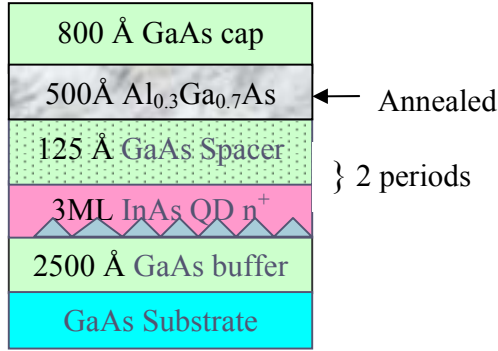 800 Å GaAs cap
500Å Al₀.₃Ga₀.₇As
Annealed
125 Å GaAs Spacer
} 2 periods
3ML InAs QD n⁺
2500 Å GaAs buffer
GaAs Substrate